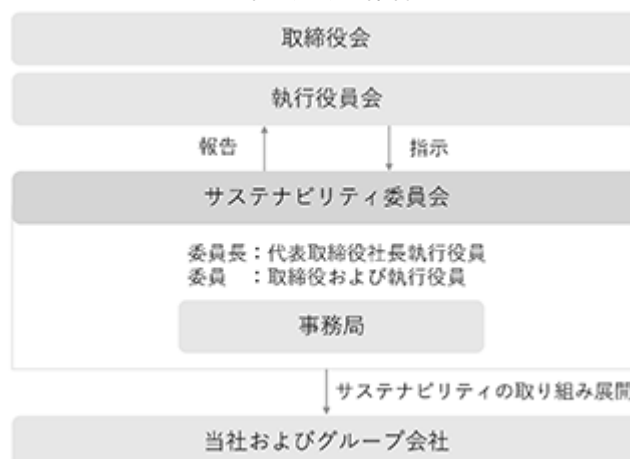 取締役会
執行役員会
報告
指示
サステナビリティ委員会
委員長：代表取締役社長執行役員
委員　：取締役および執行役員
事務局
サステナビリティの取り組み展開
当社およびグループ会社